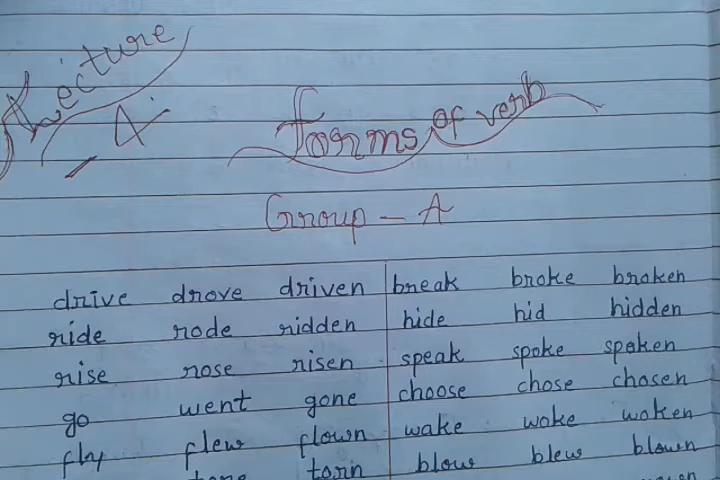 Lecture
- 4
Forms of verb
Group - A
drive drove driven break broke broken
ride rode ridden hide hid hidden
rise rose risen speak spoke spoken
go went gone choose chose chosen
fly flew flown wake woke woken
torn blow blew blown